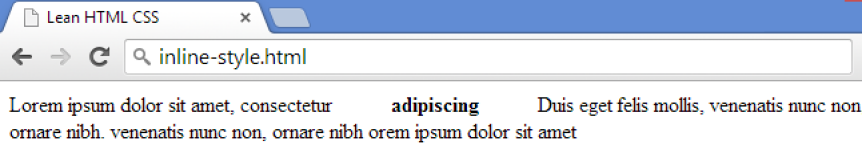 Lean HTML CSS
inline-style.html
Lorem ipsum dolor sit amet, consectetur adipiscing Duis eget felis mollis, venenatis nunc non
ornare nibh. venenatis nunc non, ornare nibh orem ipsum dolor sit amet